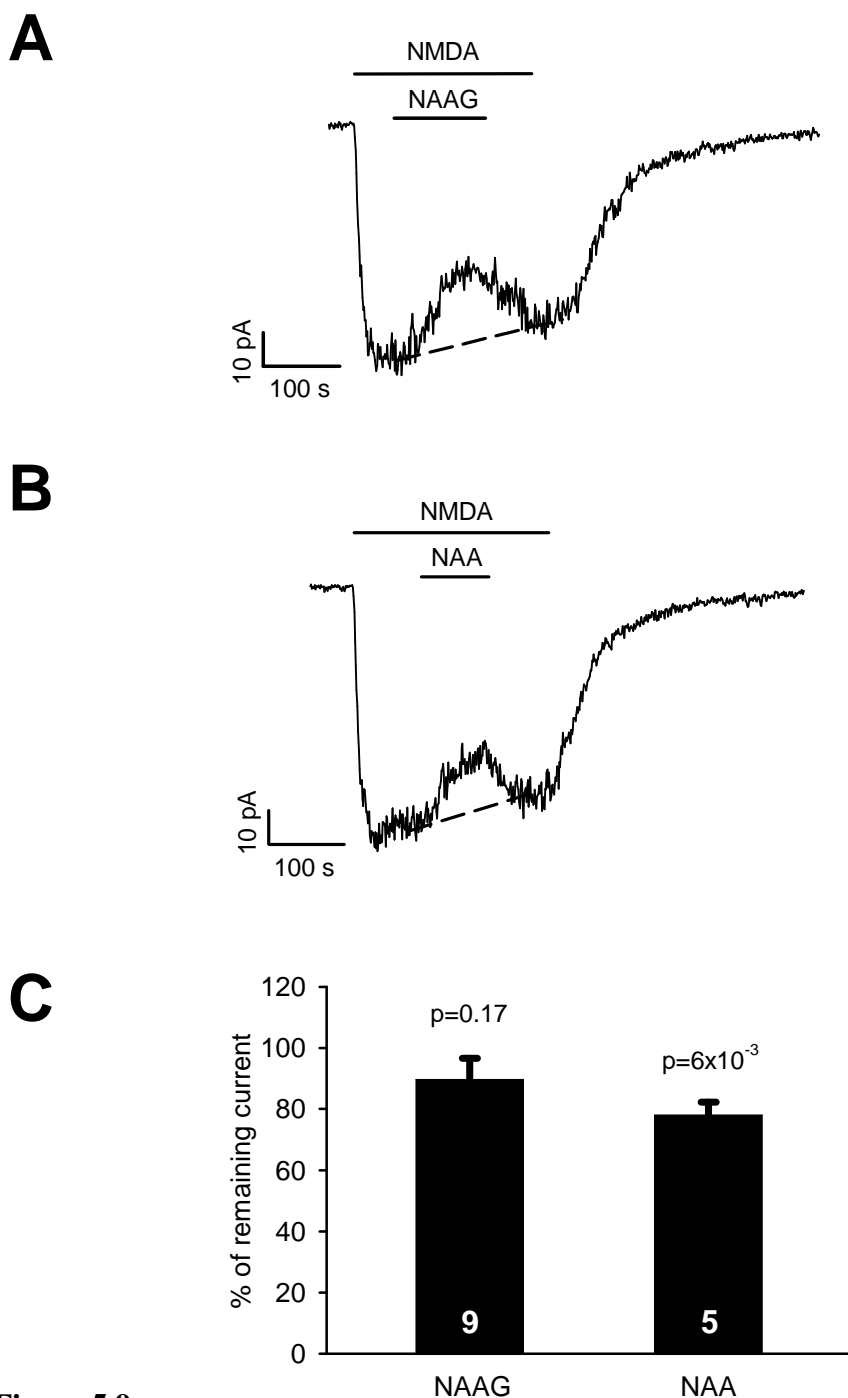 A
NMDA
NAAG
10 pA
100 s
B
NMDA
NAA
10 pA
100 s
C
% of remaining current
120
100
80
60
40
20
0
p=0.17
p=6x10⁻³
9
5
NAAG
NAA